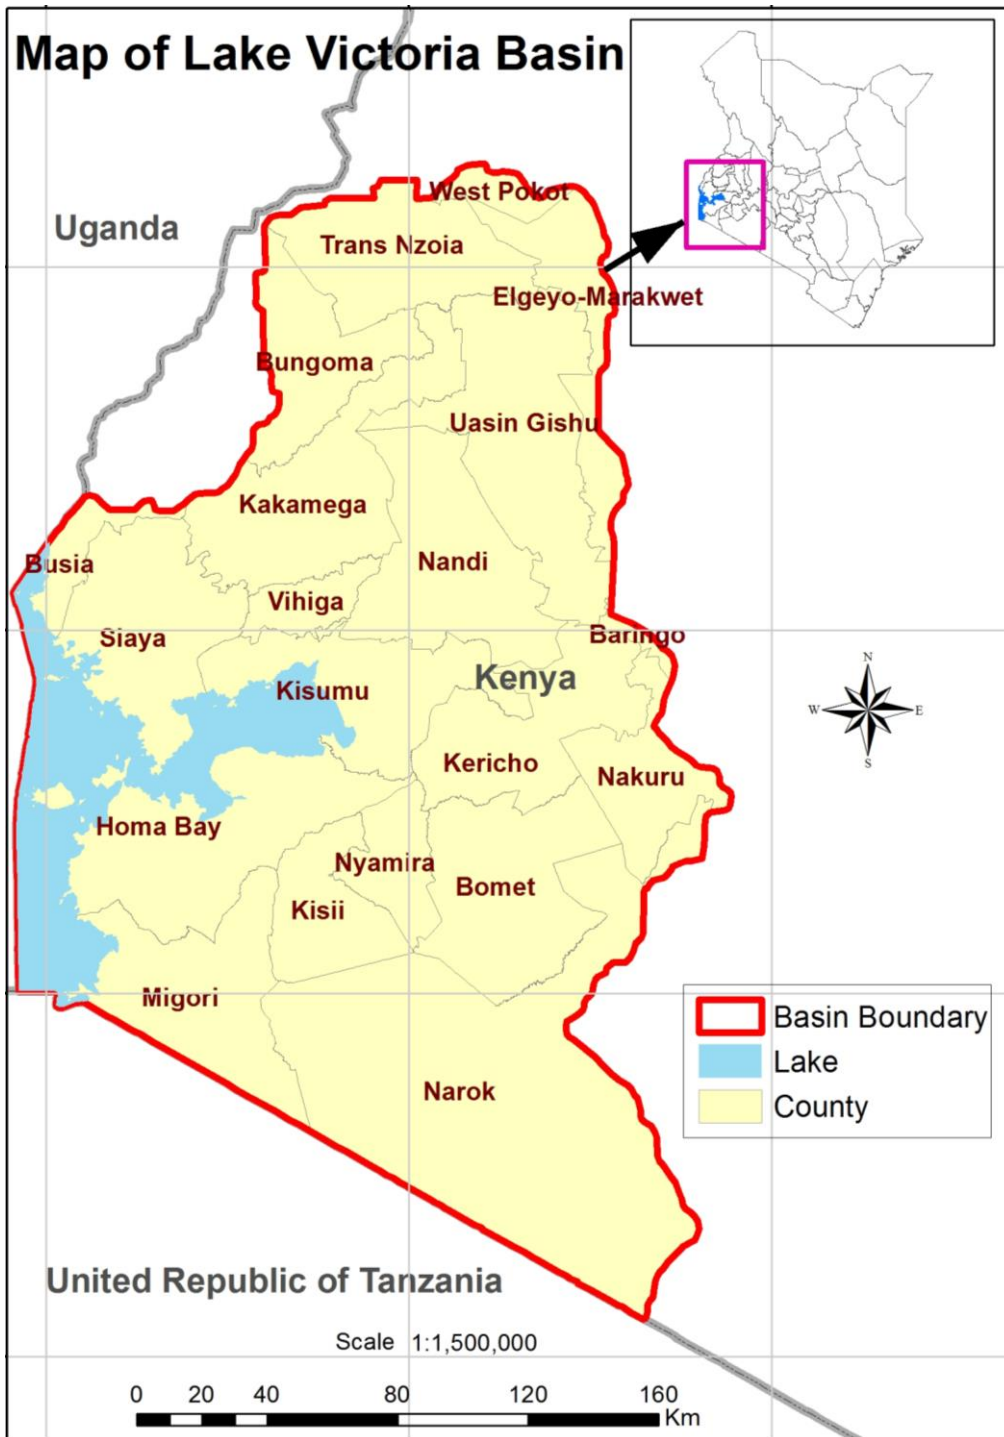 Map of Lake Victoria Basin
Uganda
West Pokot
Trans Nzoia
Elgeyo-Marakwet
Bungoma
Uasin Gishu
Kakamega
Busia
Nandi
Vihiga
Siaya
Baringo
Kenya
Kisumu
N
W
E
S
Kericho
Nakuru
Homa Bay
Nyamira
Bomet
Kisii
Migori
Narok
Basin Boundary
Lake
County
United Republic of Tanzania
Scale 1:1,500,000
0 20 40 80 120 160
Km